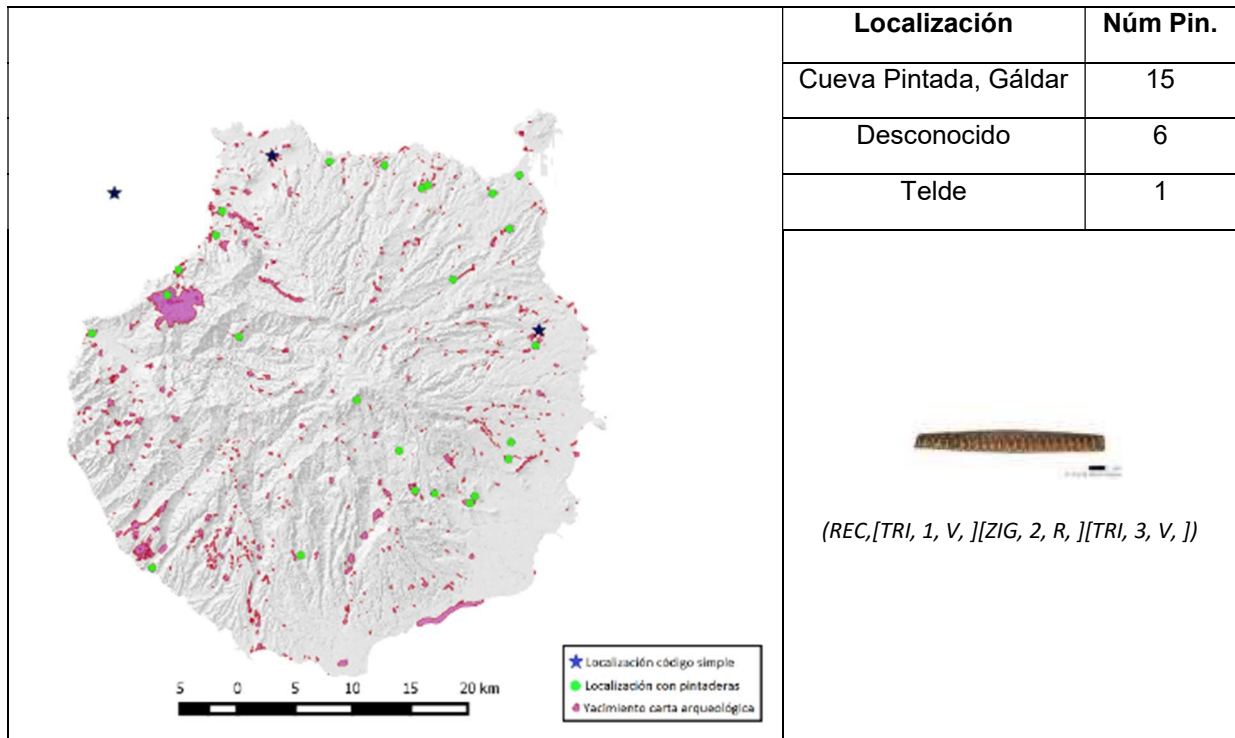 Localización Núm Pin.
Cueva Pintada, Gáldar 15
Desconocido 6
Telde 1
(REC,[TRI, 1, V, ][ZIG, 2, R, ][TRI, 3, V, ])
Localización código simple
Localización con pintaderas
Yacimiento carta arqueológica
5 0 5 10 15 20 km